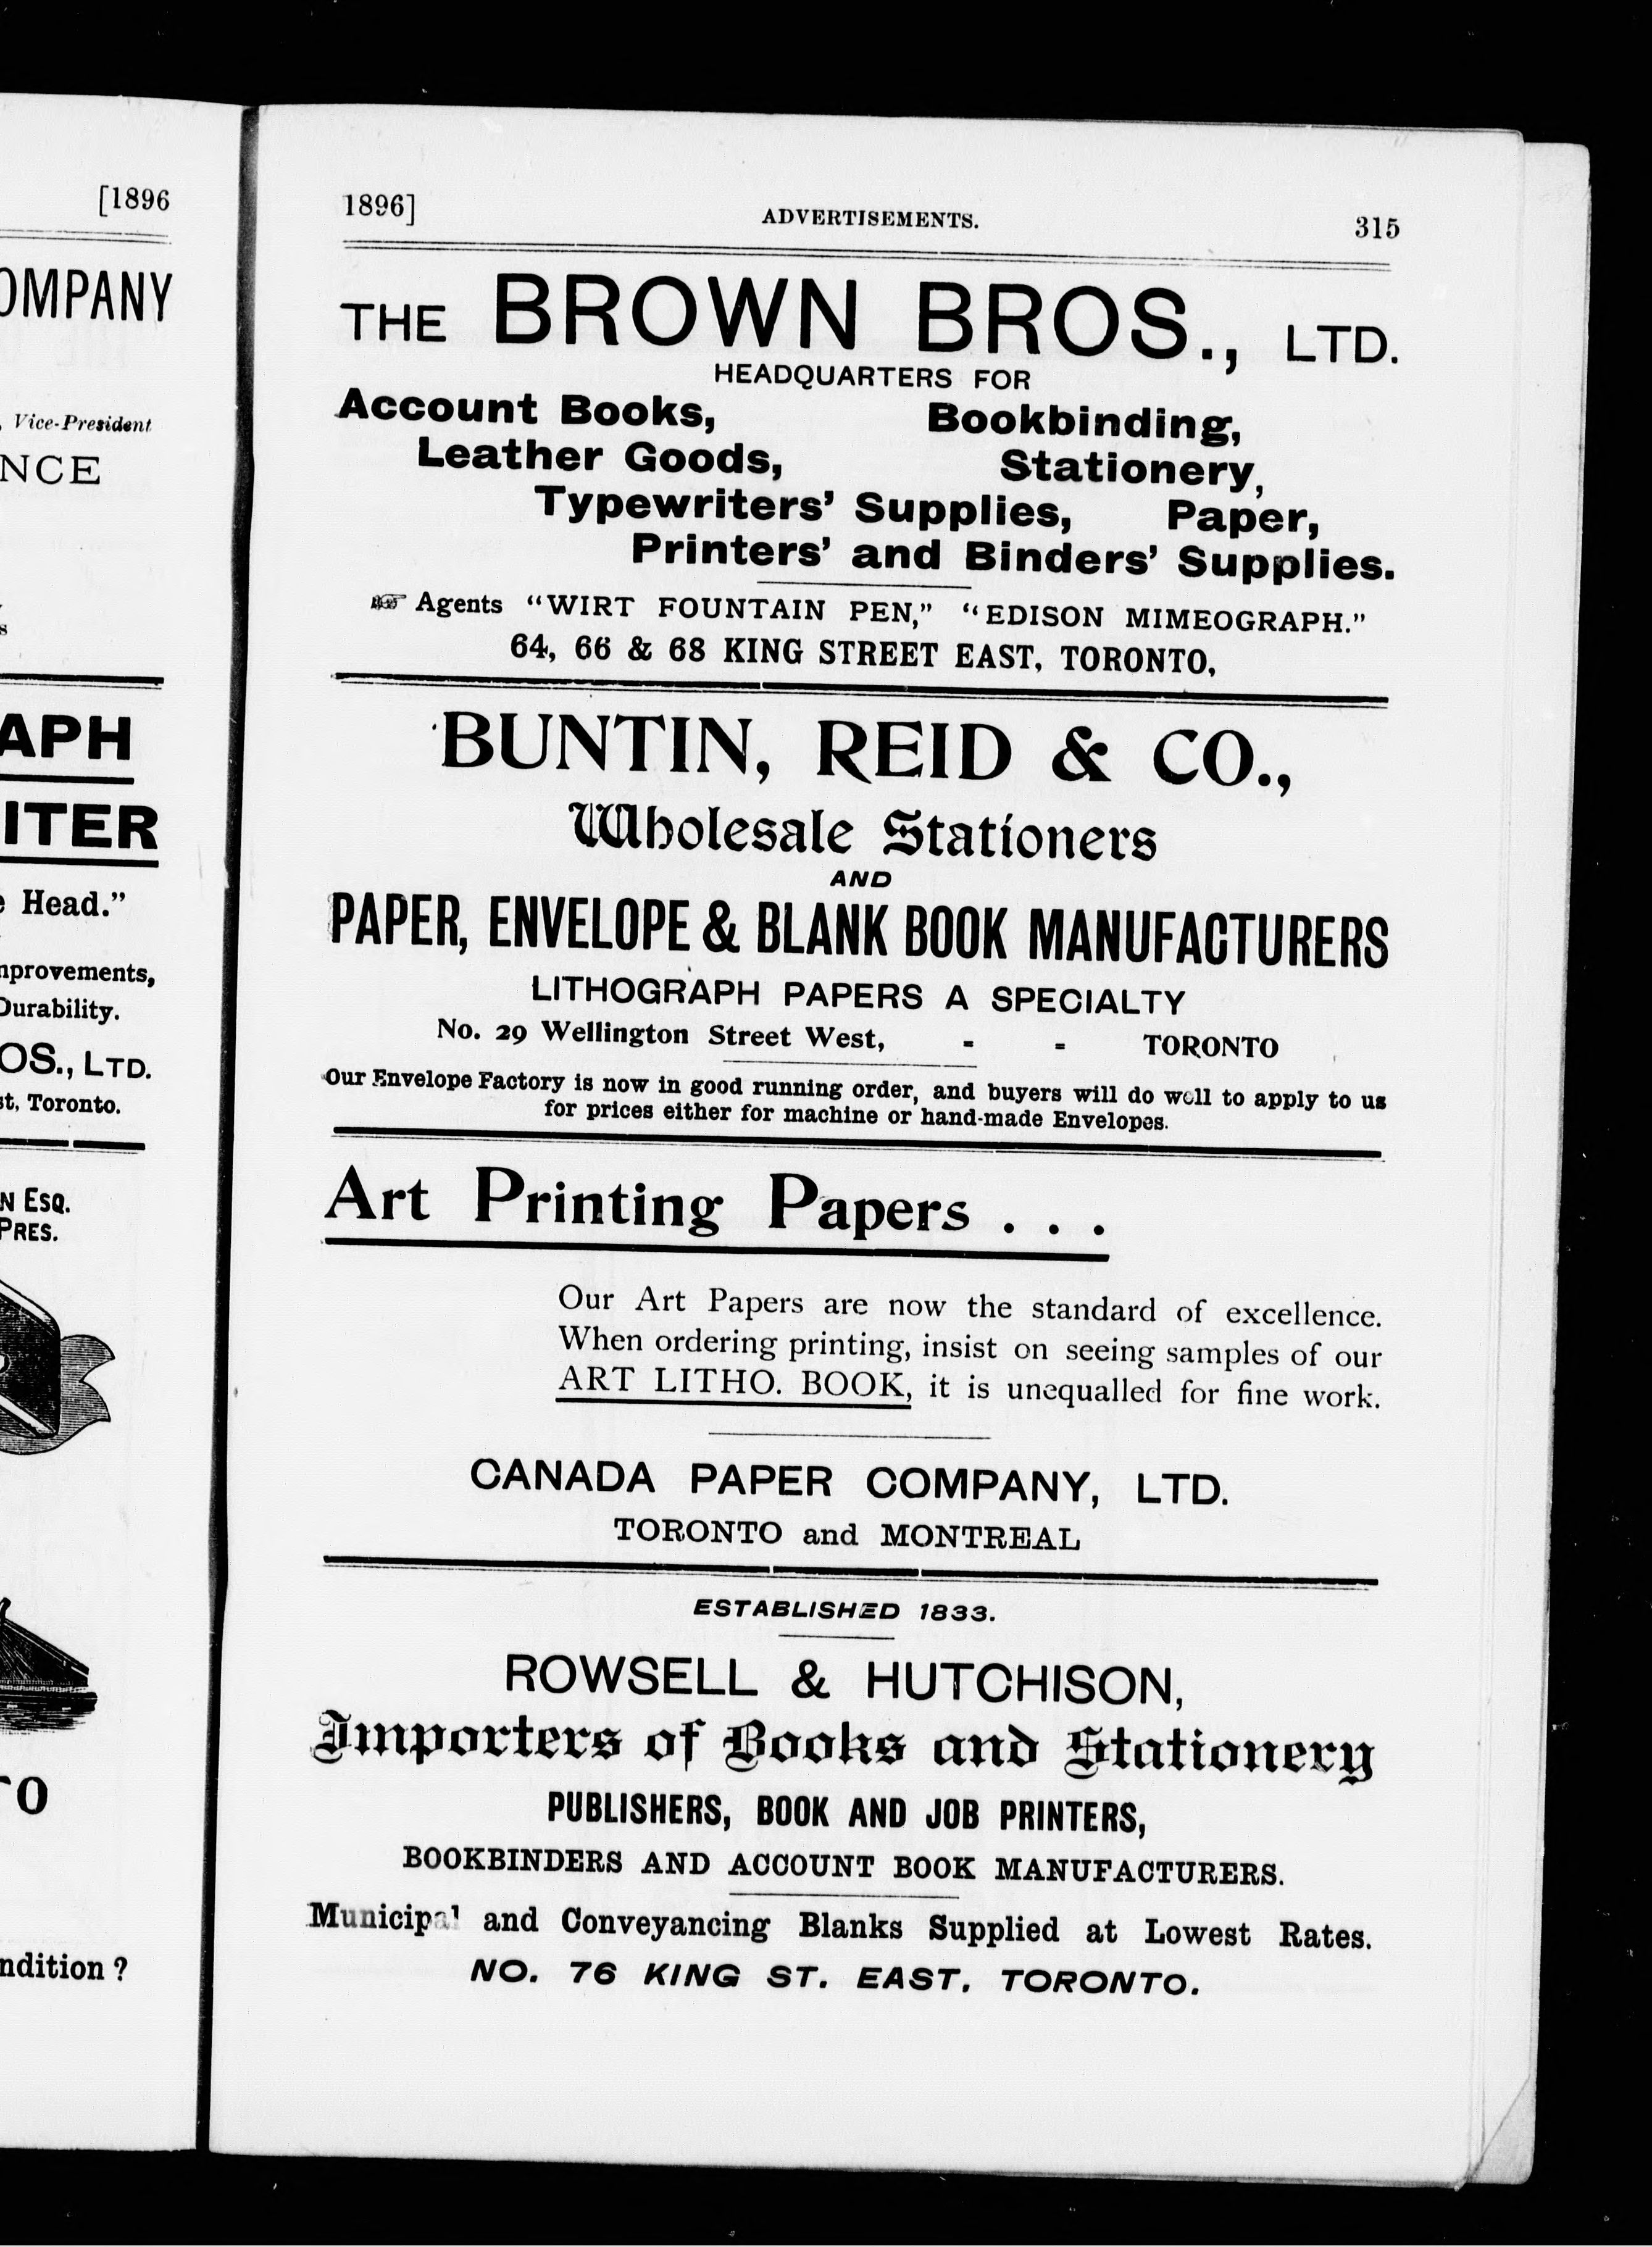 [1896
OMPANY
, Vice-President
NCE
s
APH
ITER
Head."
mprovements,
Durability.
OS., LTD.
st, Toronto.
N ESQ.
PRES.
TO
ndition ?
1896] ADVERTISEMENTS. 315
THE BROWN BROS., LTD.
HEADQUARTERS FOR
Account Books, Bookbinding,
Leather Goods, Stationery,
Typewriters' Supplies, Paper,
Printers' and Binders' Supplies.
☞ Agents "WIRT FOUNTAIN PEN," "EDISON MIMEOGRAPH."
64, 66 & 68 KING STREET EAST, TORONTO,
BUNTIN, REID & CO.,
Wholesale Stationers
AND
PAPER, ENVELOPE & BLANK BOOK MANUFACTURERS
LITHOGRAPH PAPERS A SPECIALTY
No. 29 Wellington Street West, - - TORONTO
Our Envelope Factory is now in good running order, and buyers will do well to apply to us
for prices either for machine or hand-made Envelopes.
Art Printing Papers . . .
Our Art Papers are now the standard of excellence.
When ordering printing, insist on seeing samples of our
ART LITHO. BOOK, it is unequalled for fine work.
CANADA PAPER COMPANY, LTD.
TORONTO and MONTREAL
ESTABLISHED 1833.
ROWSELL & HUTCHISON,
Importers of Books and Stationery
PUBLISHERS, BOOK AND JOB PRINTERS,
BOOKBINDERS AND ACCOUNT BOOK MANUFACTURERS.
Municipal and Conveyancing Blanks Supplied at Lowest Rates.
NO. 76 KING ST. EAST, TORONTO.